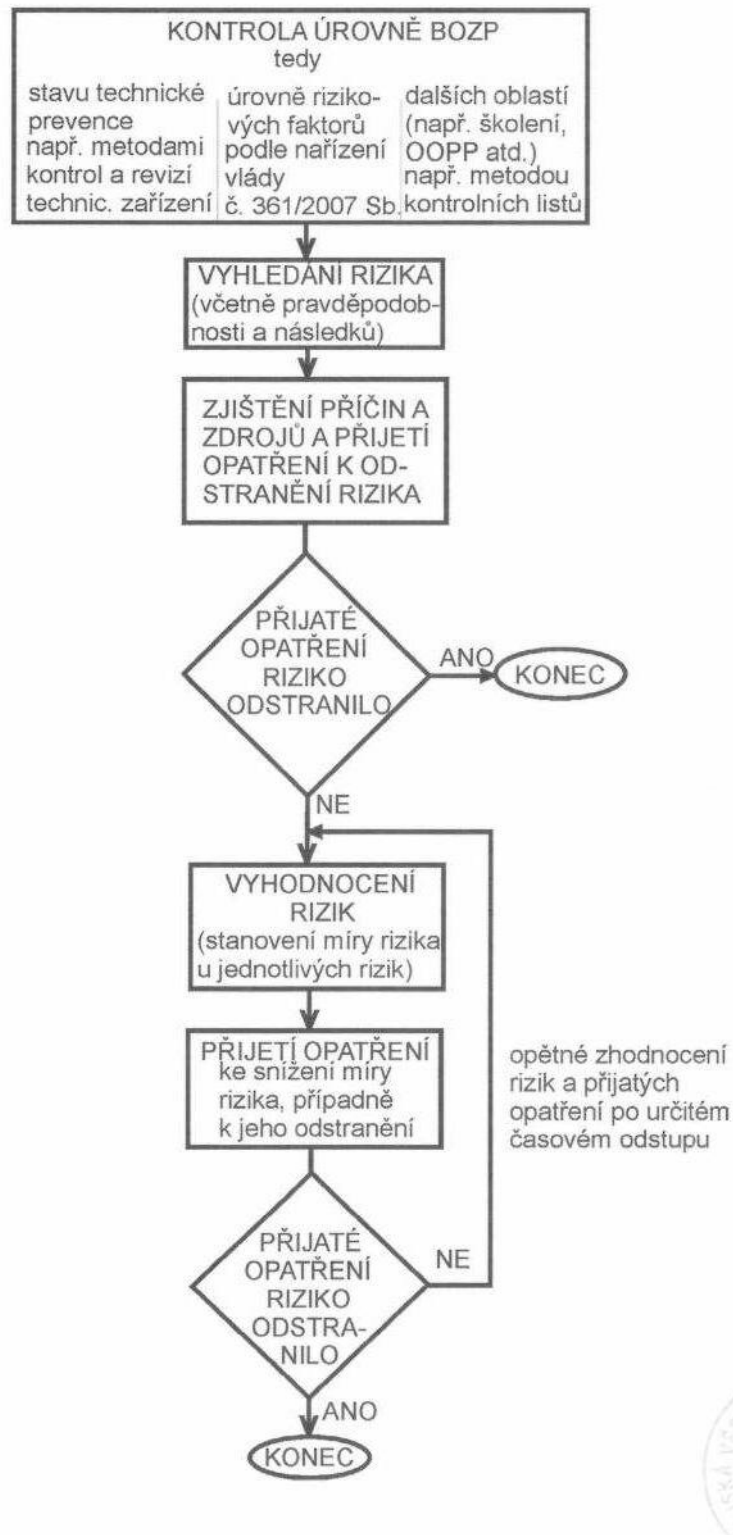 KONTROLA ÚROVNĚ BOZP
tedy
stavu technické
prevence
např. metodami
kontrol a revizí
technic. zařízení
úrovně riziko-
vých faktorů
podle nařízení
vlády
č. 361/2007 Sb.
dalších oblastí
(např. školení,
OOPP atd.)
např. metodou
kontrolních listů
VYHLEDÁNÍ RIZIKA
(včetně pravděpodob-
nosti a následků)
ZJIŠTĚNÍ PŘÍČIN A
ZDROJŮ A PŘIJETÍ
OPATŘENÍ K OD-
STRANĚNÍ RIZIKA
PŘIJATÉ
OPATŘENÍ
RIZIKO
ODSTRANILO
ANO
KONEC
NE
VYHODNOCENÍ
RIZIK
(stanovení míry rizika
u jednotlivých rizik)
PŘIJETÍ OPATŘENÍ
ke snížení míry
rizika, případně
k jeho odstranění
opětné zhodnocení
rizik a přijatých
opatření po určitém
časovém odstupu
PŘIJATÉ
OPATŘENÍ
RIZIKO
ODSTRA-
NILO
NE
ANO
KONEC